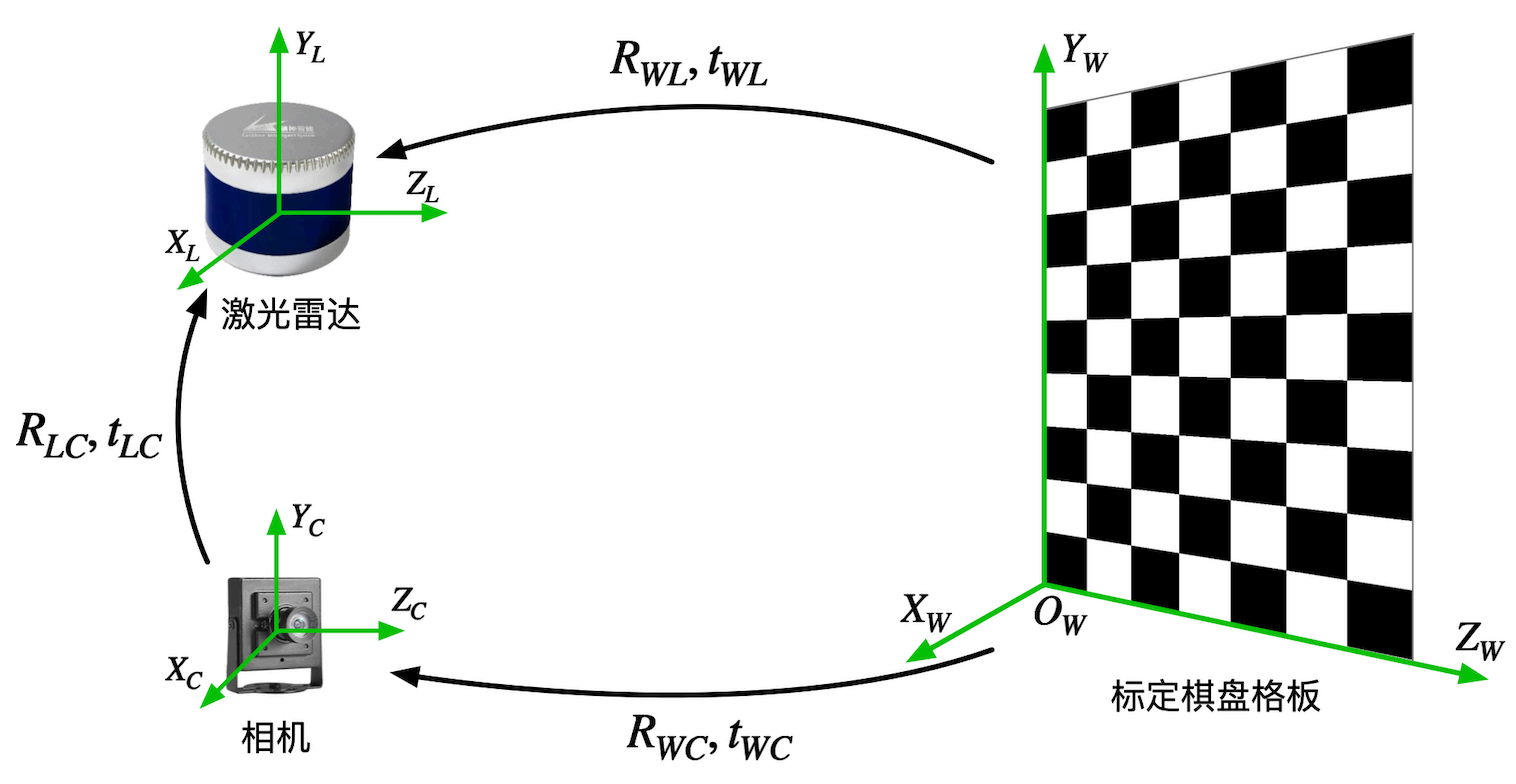 Y_L
R_{WL}, t_{WL}
Y_W
Z_L
X_L
激光雷达
R_{LC}, t_{LC}
Y_C
Z_C
X_C
相机
X_W
O_W
Z_W
标定棋盘格板
R_{WC}, t_{WC}